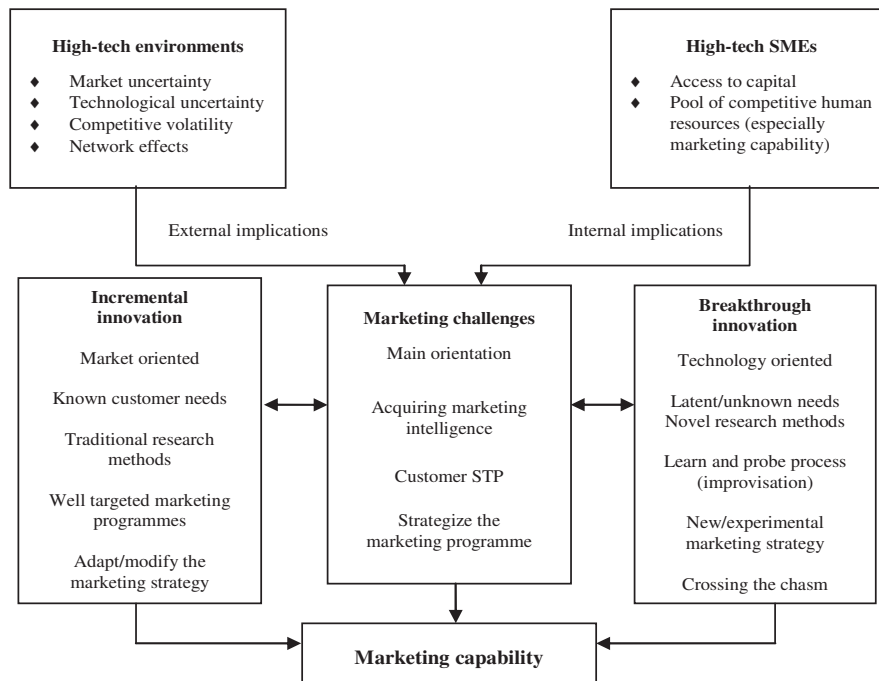 High-tech environments
♦ Market uncertainty
♦ Technological uncertainty
♦ Competitive volatility
♦ Network effects
High-tech SMEs
♦ Access to capital
♦ Pool of competitive human
resources (especially
marketing capability)
External implications
Internal implications
Incremental
innovation
Market oriented
Known customer needs
Traditional research
methods
Well targeted marketing
programmes
Adapt/modify the
marketing strategy
Marketing challenges
Main orientation
Acquiring marketing
intelligence
Customer STP
Strategize the
marketing programme
Breakthrough
innovation
Technology oriented
Latent/unknown needs
Novel research methods
Learn and probe process
(improvisation)
New/experimental
marketing strategy
Crossing the chasm
Marketing capability